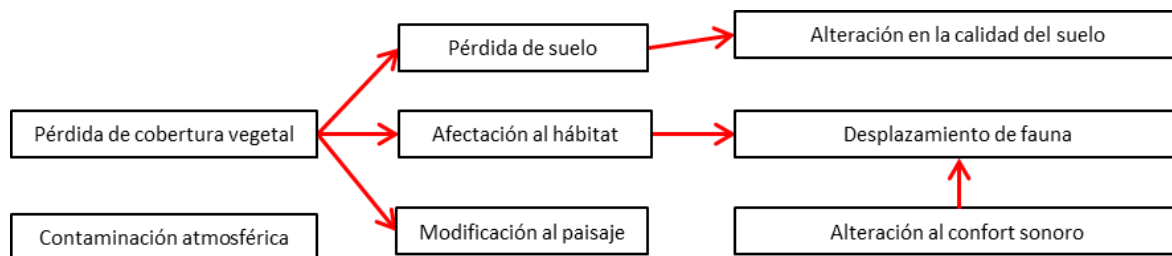 Pérdida de suelo
Alteración en la calidad del suelo
Pérdida de cobertura vegetal
Afectación al hábitat
Desplazamiento de fauna
Contaminación atmosférica
Modificación al paisaje
Alteración al confort sonoro